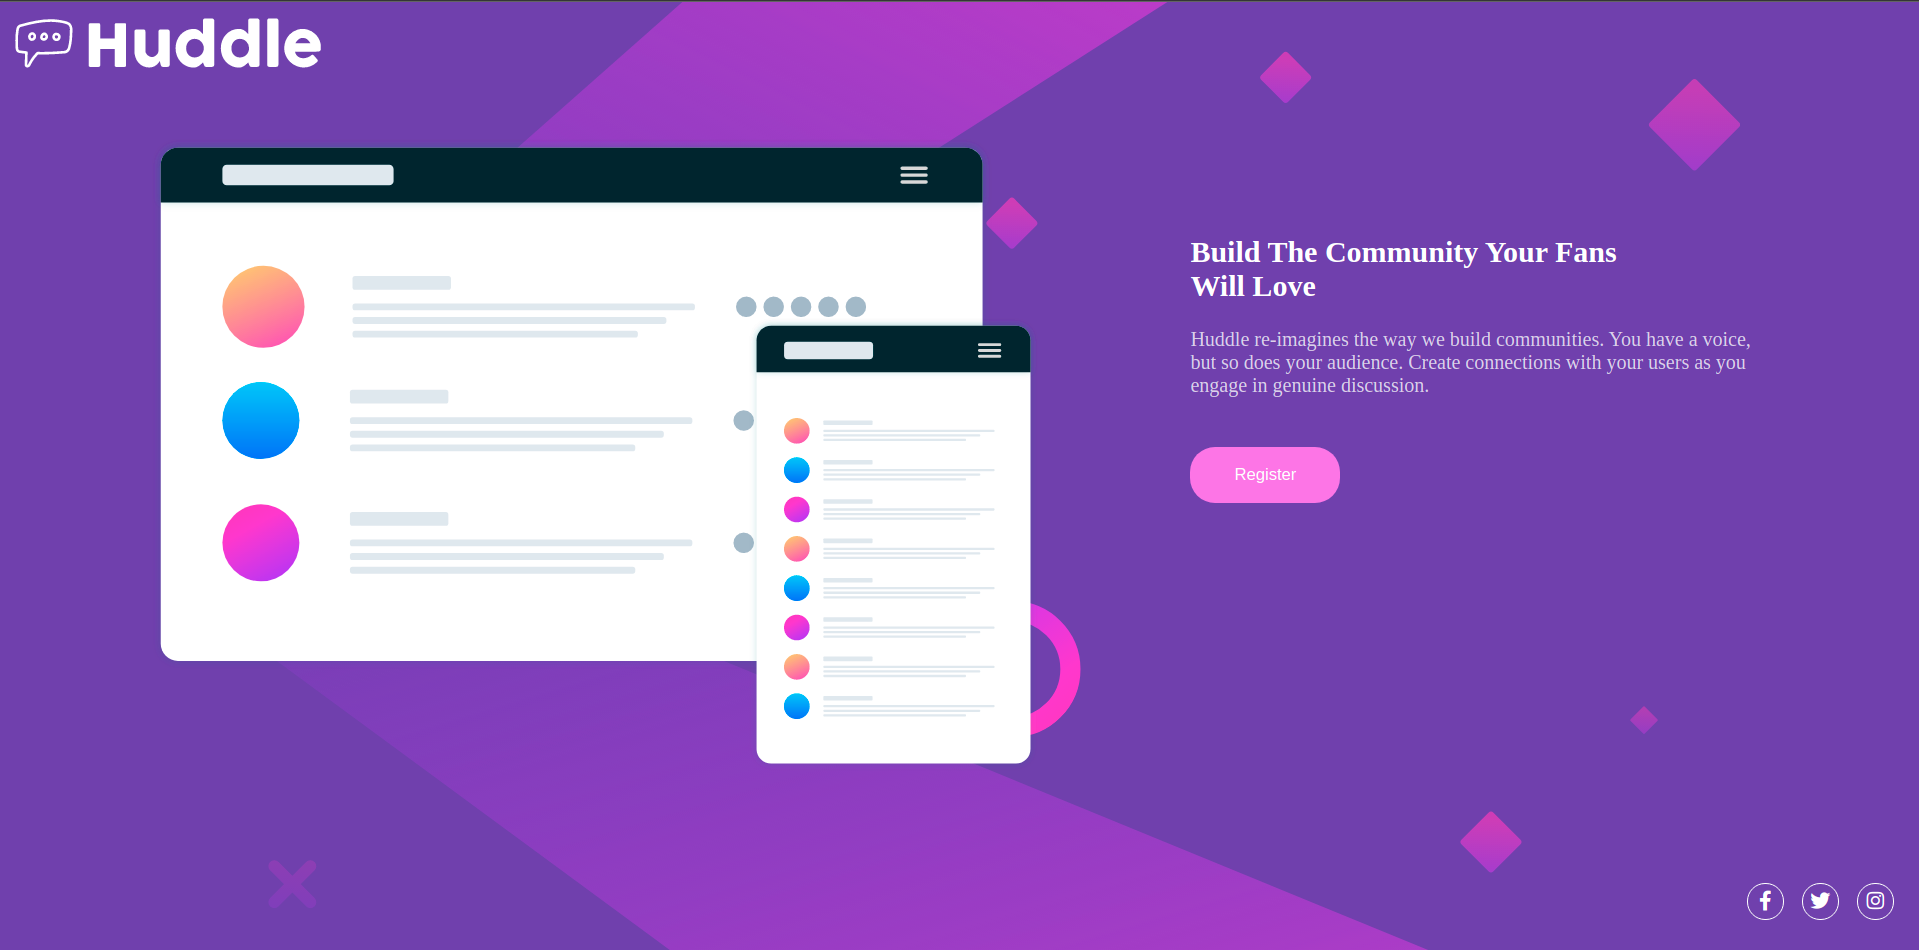 Huddle
Build The Community Your Fans
Will Love
Huddle re-imagines the way we build communities. You have a voice,
but so does your audience. Create connections with your users as you
engage in genuine discussion.
Register